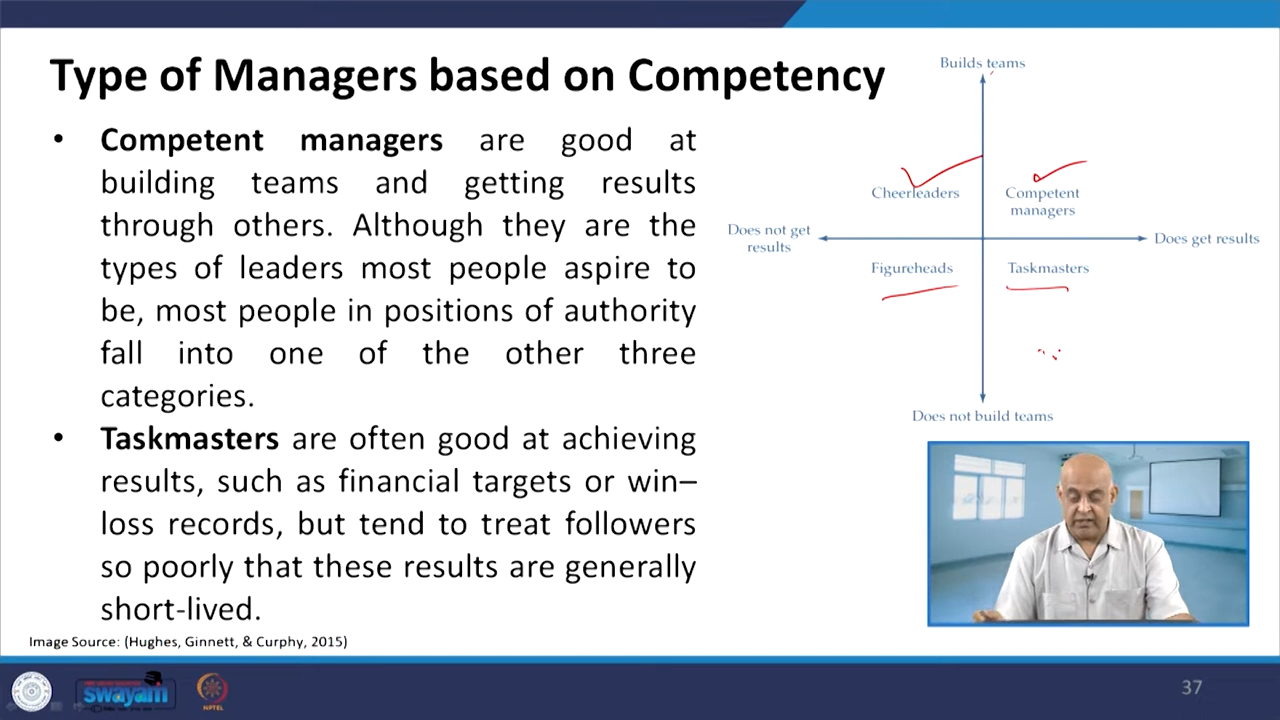 Type of Managers based on Competency
• Competent managers are good at
building teams and getting results
through others. Although they are the
types of leaders most people aspire to
be, most people in positions of authority
fall into one of the other three
categories.
• Taskmasters are often good at achieving
results, such as financial targets or win–
loss records, but tend to treat followers
so poorly that these results are generally
short-lived.
Image Source: (Hughes, Ginnett, & Curphy, 2015)
Builds teams
Cheerleaders
Competent
managers
Does not get
results
Does get results
Figureheads
Taskmasters
Does not build teams
swayam
NPTEL
37